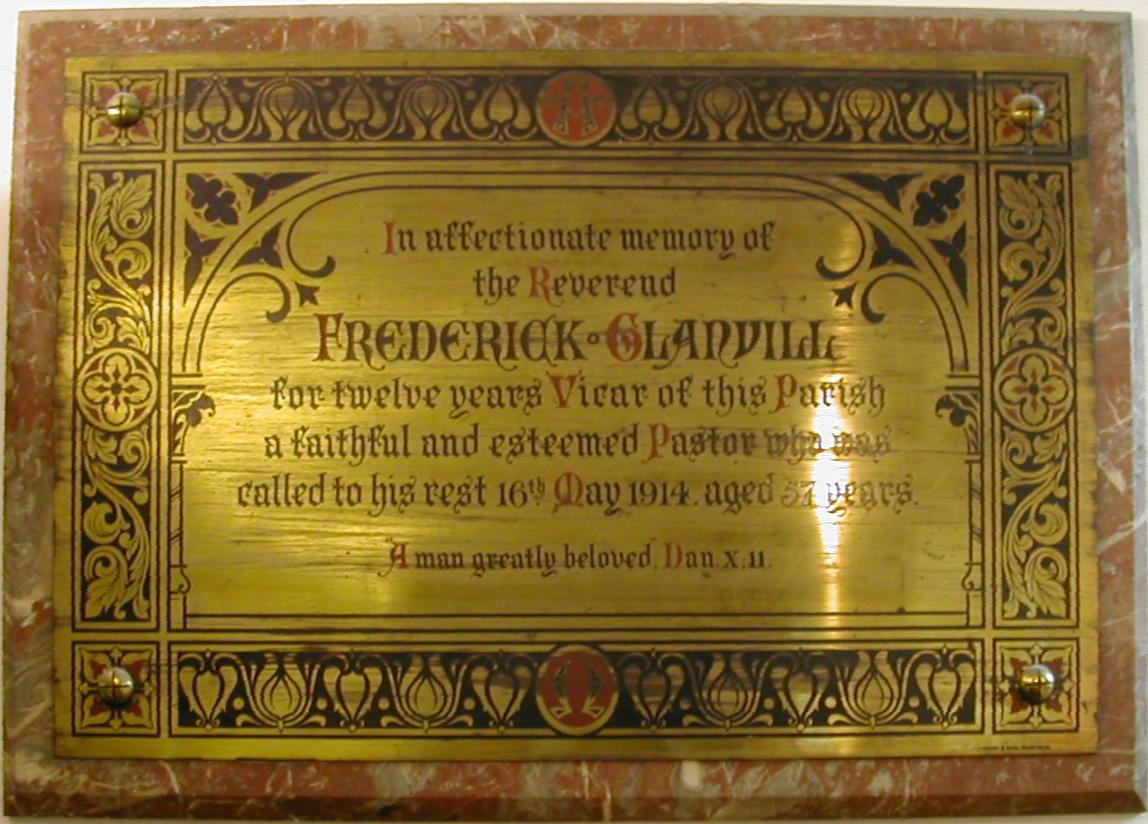 In affectionate memory of
the Reverend
FREDERICK · GLANVILL
for twelve years Vicar of this Parish
a faithful and esteemed Pastor who was
called to his rest 16th May 1914. aged 57 years.
"A man greatly beloved" Dan. X. 11.